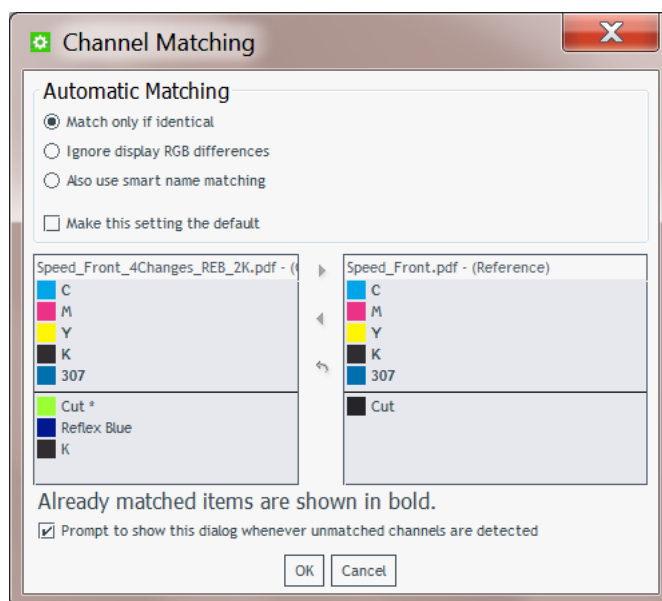 Channel Matching
X
Automatic Matching
Match only if identical
Ignore display RGB differences
Also use smart name matching
Make this setting the default
Speed_Front_4Changes_REB_2K.pdf - (
Speed_Front.pdf - (Reference)
C
M
Y
K
307
C
M
Y
K
307
Cut *
Reflex Blue
K
Cut
Already matched items are shown in bold.
Prompt to show this dialog whenever unmatched channels are detected
OK
Cancel